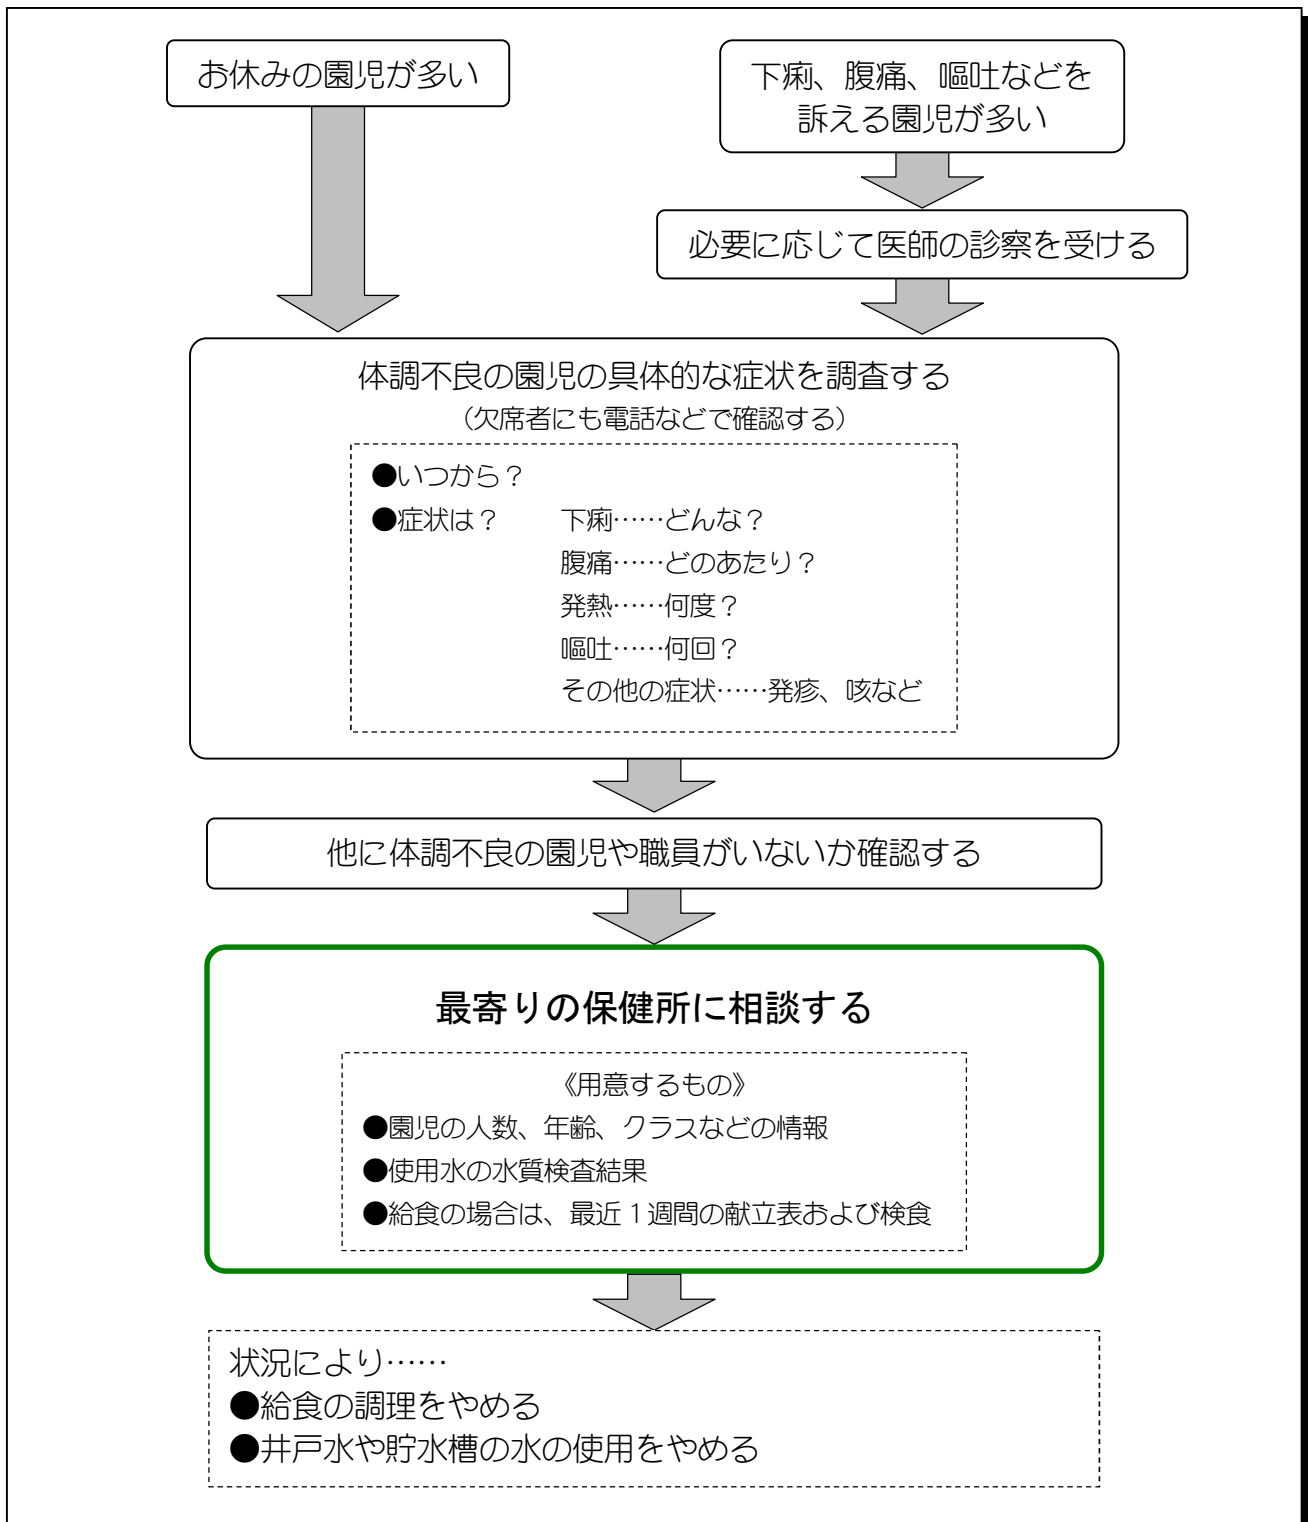 お休みの園児が多い
下痢、腹痛、嘔吐などを
訴える園児が多い
必要に応じて医師の診察を受ける
体調不良の園児の具体的な症状を調査する
（欠席者にも電話などで確認する）
●いつから？
●症状は？　下痢……どんな？
腹痛……どのあたり？
発熱……何度？
嘔吐……何回？
その他の症状……発疹、咳など
他に体調不良の園児や職員がいないか確認する
最寄りの保健所に相談する
《用意するもの》
●園児の人数、年齢、クラスなどの情報
●使用水の水質検査結果
●給食の場合は、最近１週間の献立表および検食
状況により……
●給食の調理をやめる
●井戸水や貯水槽の水の使用をやめる